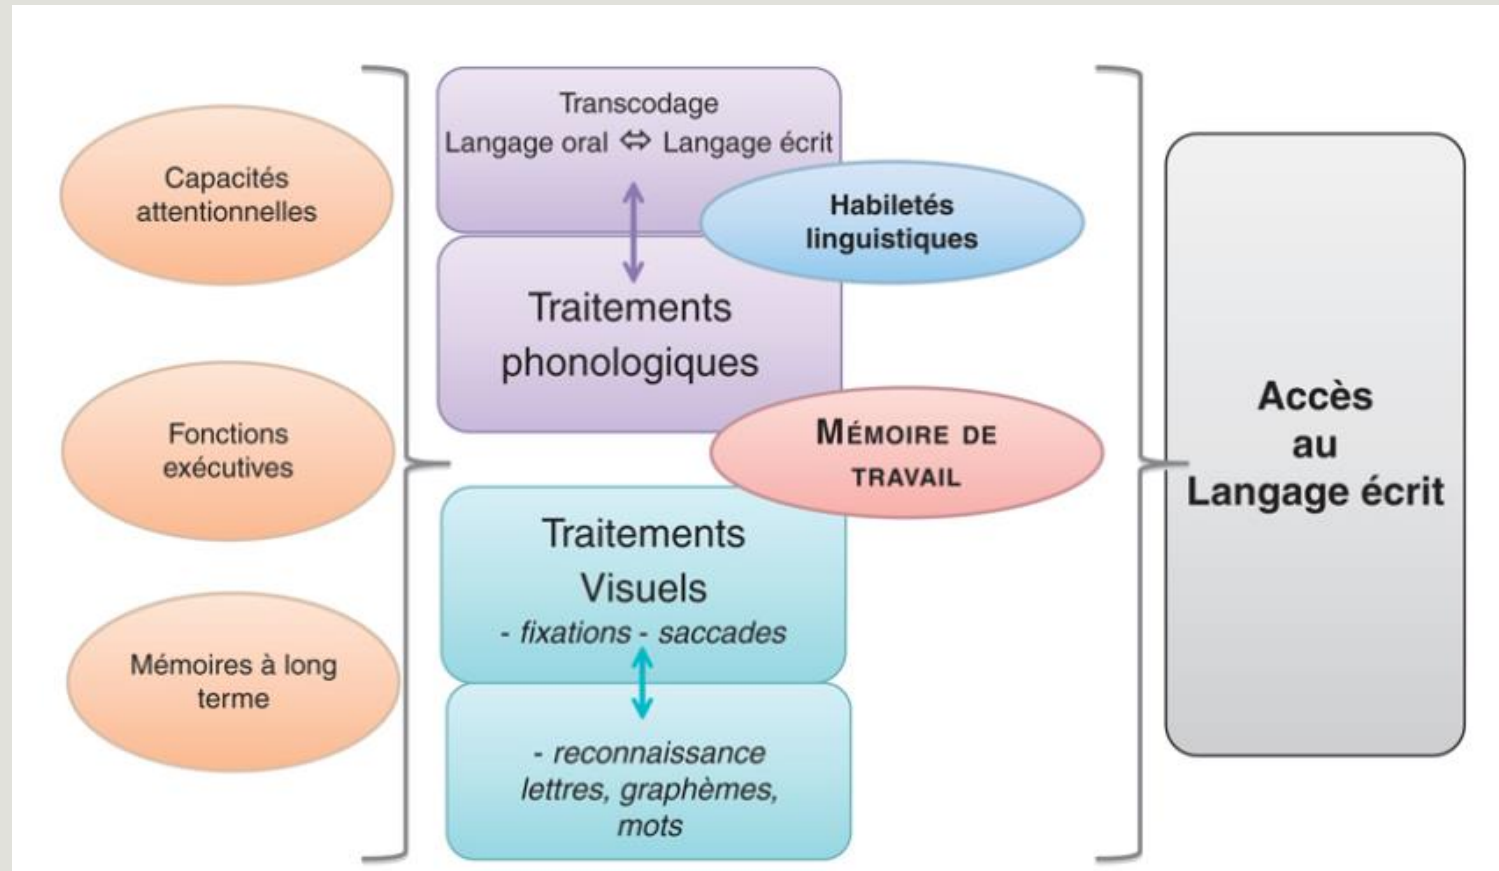 Capacités
attentionnelles
Fonctions
exécutives
Mémoires à long
terme
Transcodage
Langage oral ⇔ Langage écrit
Habiletés
linguistiques
Traitements
phonologiques
MÉMOIRE DE
TRAVAIL
Traitements
Visuels
- fixations - saccades
- reconnaissance
lettres, graphèmes,
mots
Accès
au
Langage écrit